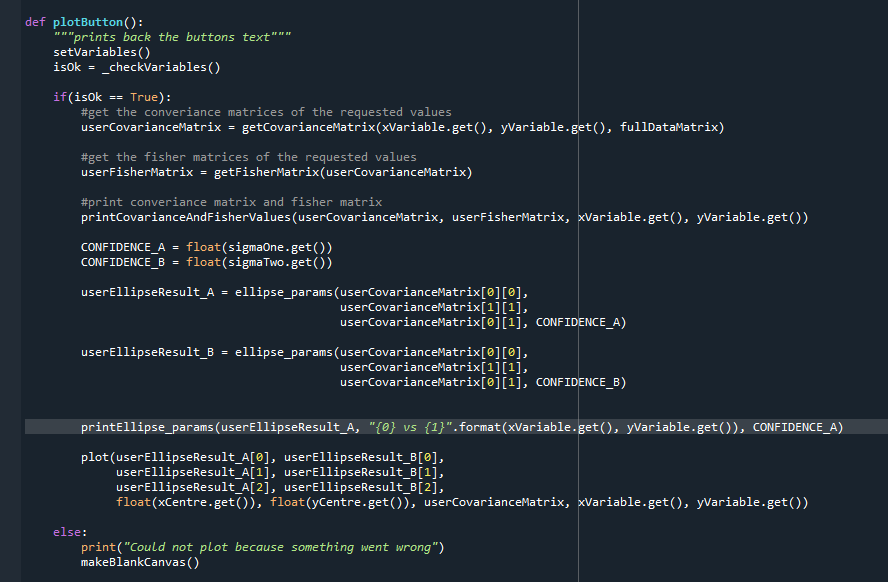 def plotButton():
"""prints back the buttons text"""
setVariables()
isOk = _checkVariables()
if(isOk == True):
#get the converiance matrices of the requested values
userCovarianceMatrix = getCovarianceMatrix(xVariable.get(), yVariable.get(), fullDataMatrix)
#get the fisher matrices of the requested values
userFisherMatrix = getFisherMatrix(userCovarianceMatrix)
#print converiance matrix and fisher matrix
printCovarianceAndFisherValues(userCovarianceMatrix, userFisherMatrix, xVariable.get(), yVariable.get())
CONFIDENCE_A = float(sigmaOne.get())
CONFIDENCE_B = float(sigmaTwo.get())
userEllipseResult_A = ellipse_params(userCovarianceMatrix[0][0],
userCovarianceMatrix[1][1],
userCovarianceMatrix[0][1], CONFIDENCE_A)
userEllipseResult_B = ellipse_params(userCovarianceMatrix[0][0],
userCovarianceMatrix[1][1],
userCovarianceMatrix[0][1], CONFIDENCE_B)
printEllipse_params(userEllipseResult_A, "{0} vs {1}".format(xVariable.get(), yVariable.get()), CONFIDENCE_A)
plot(userEllipseResult_A[0], userEllipseResult_B[0],
userEllipseResult_A[1], userEllipseResult_B[1],
userEllipseResult_A[2], userEllipseResult_B[2],
float(xCentre.get()), float(yCentre.get()), userCovarianceMatrix, xVariable.get(), yVariable.get())
else:
print("Could not plot because something went wrong")
makeBlankCanvas()